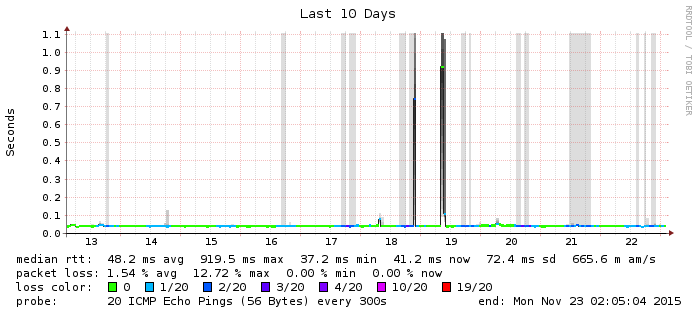 Last 10 Days
RRDTOOL / TOBI OETIKER
Seconds
1.1
1.0
0.9
0.8
0.7
0.6
0.5
0.4
0.3
0.2
0.1
0.0
13 14 15 16 17 18 19 20 21 22
median rtt: 48.2 ms avg 919.5 ms max 37.2 ms min 41.2 ms now 72.4 ms sd 665.6 m am/s
packet loss: 1.54 % avg 12.72 % max 0.00 % min 0.00 % now
loss color: 0 1/20 2/20 3/20 4/20 10/20 19/20
probe: 20 ICMP Echo Pings (56 Bytes) every 300s end: Mon Nov 23 02:05:04 2015